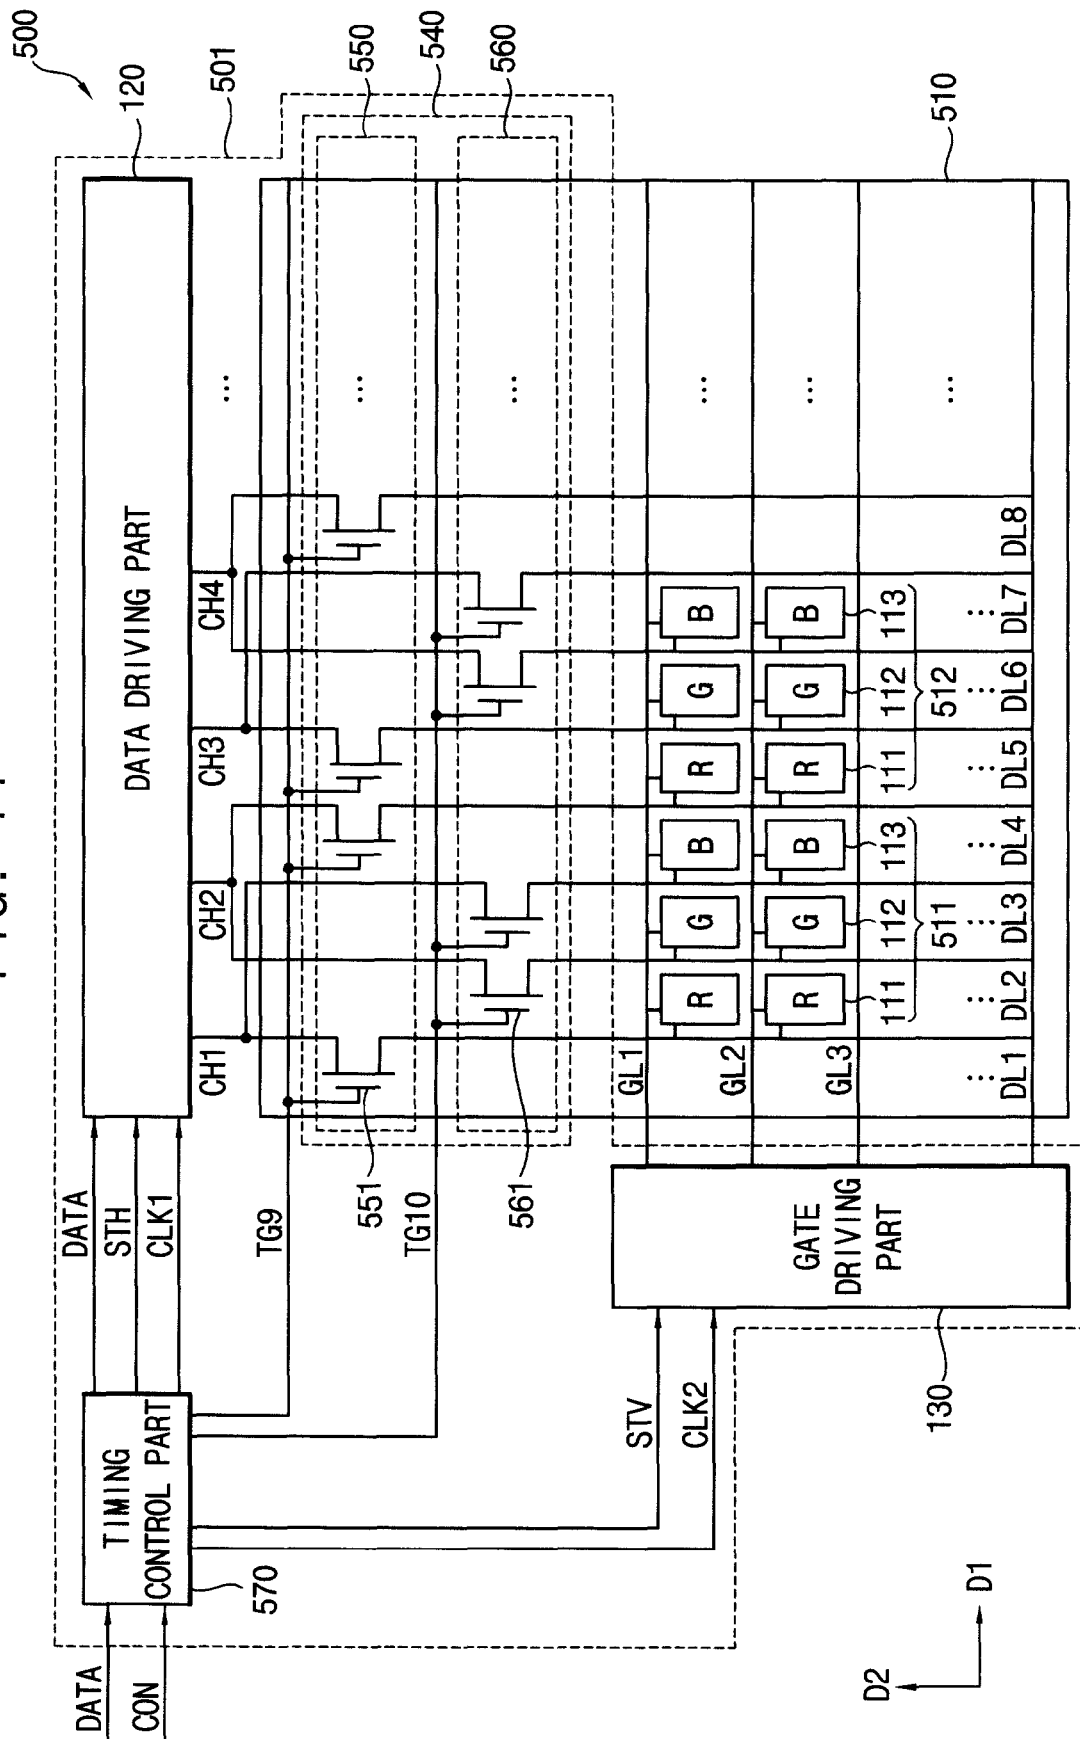 500
120
501
550
540
560
510
DATA
CON
TIMING
CONTROL PART
570
DATA
STH
CLK1
DATA DRIVING PART
CH1
CH2
CH3
CH4
...
TG9
551
...
TG10
561
...
STV
CLK2
GATE
DRIVING
PART
130
GL1
R
G
B
R
G
B
...
GL2
R
G
B
R
G
B
...
GL3
111
112
113
111
112
113
511
512
...
DL1
DL2
DL3
DL4
DL5
DL6
DL7
DL8
D2
D1